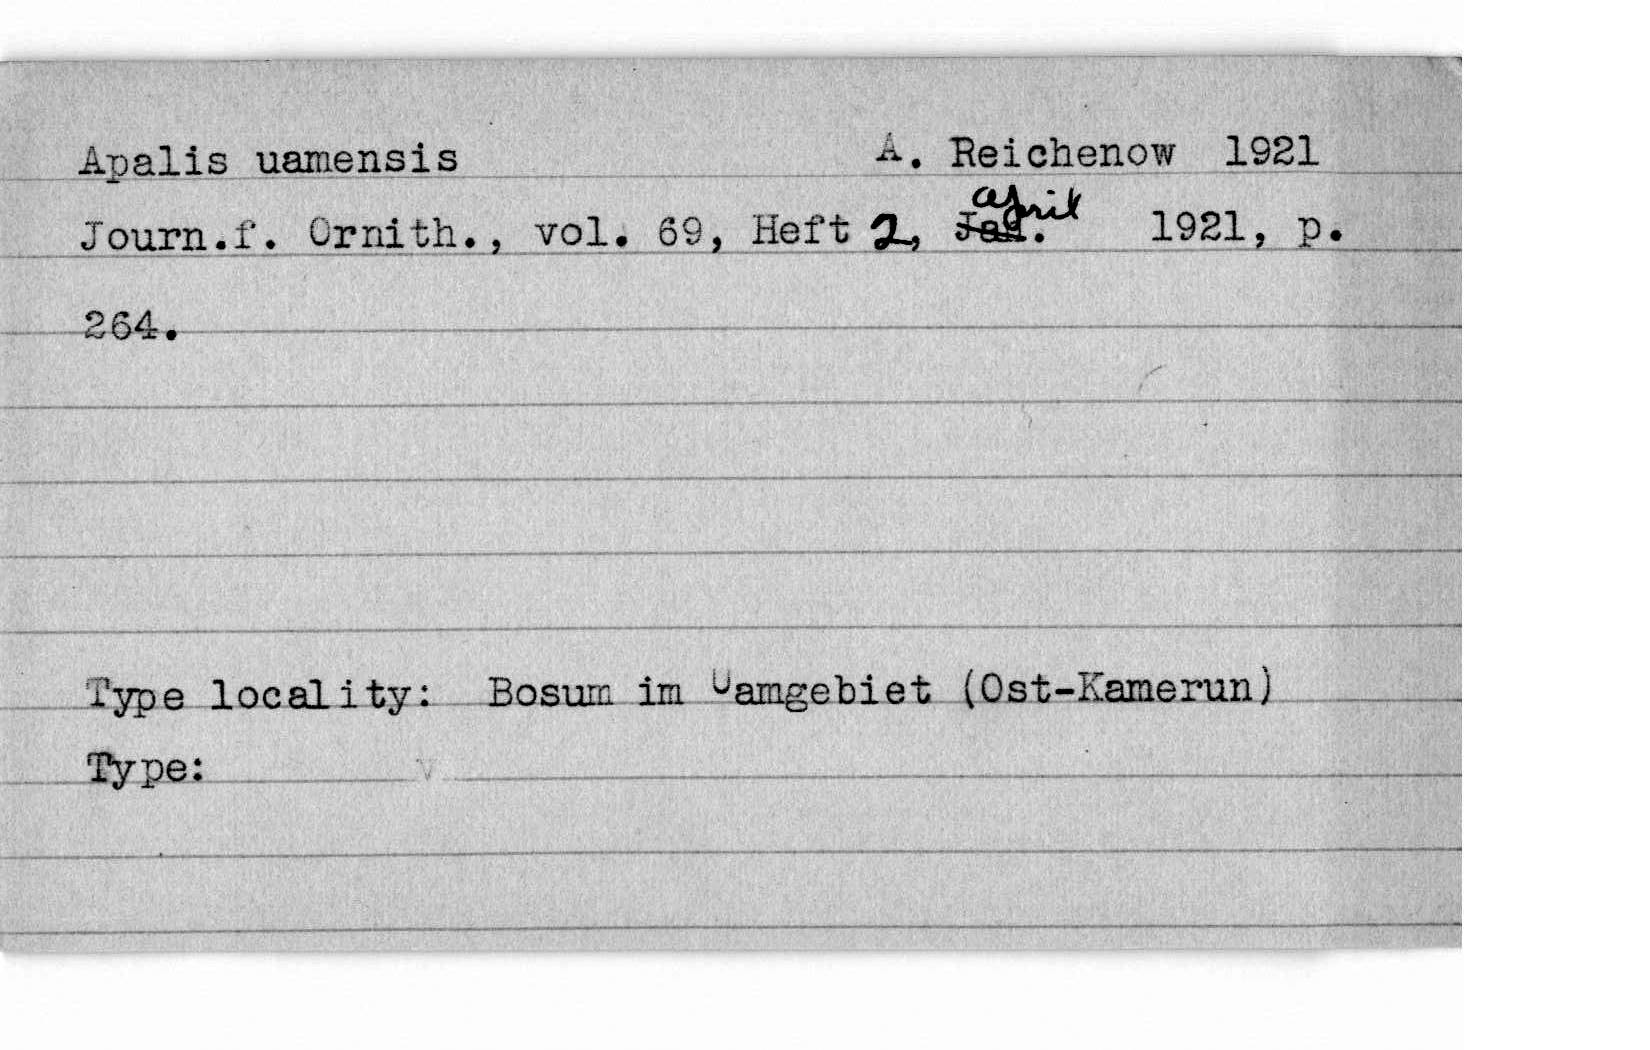 Apalis uamensis A. Reichenow 1921
april
Journ.f. Ornith., vol. 69, Heft 2, Jan. 1921, p.
264.
Type locality: Bosum im Uamgebiet (Ost-Kamerun)
Type: v